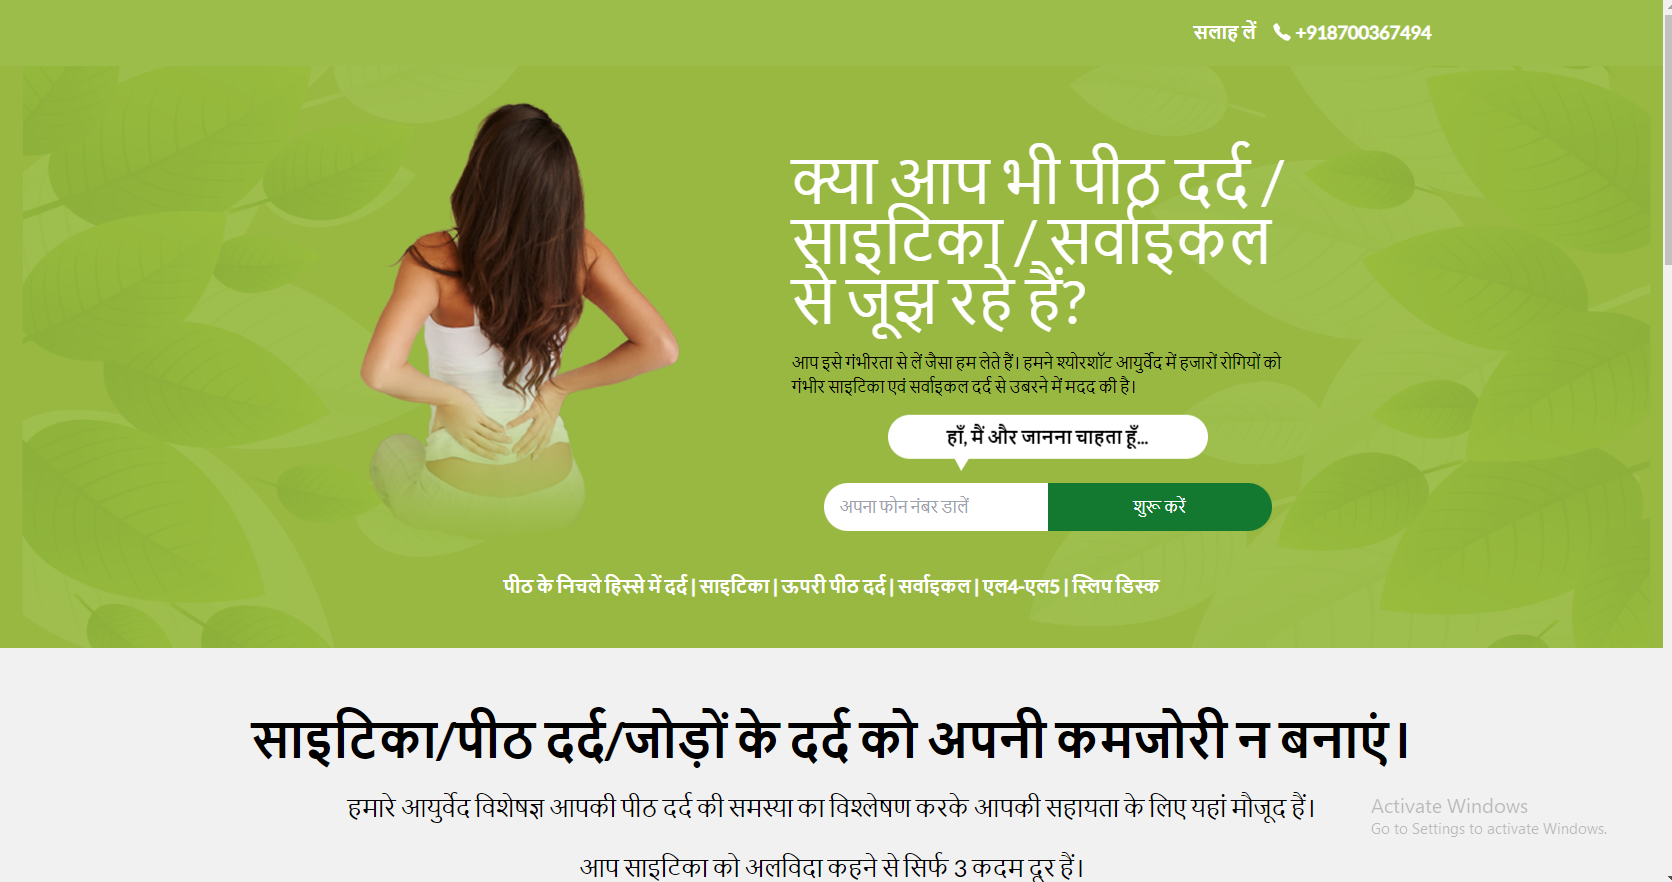 सलाह लें +918700367494
क्या आप भी पीठ दर्द /
साइटिका / सर्वाइकल
से जूझ रहे हैं?
आप इसे गंभीरता से लें जैसा हम लेते हैं। हमने श्योरशॉट आयुर्वेद में हजारों रोगियों को
गंभीर साइटिका एवं सर्वाइकल दर्द से उबरने में मदद की है।
हाँ, मैं और जानना चाहता हूँ...
अपना फोन नंबर डालें
शुरू करें
पीठ के निचले हिस्से में दर्द | साइटिका | ऊपरी पीठ दर्द | सर्वाइकल | एल4-एल5 | स्लिप डिस्क
साइटिका/पीठ दर्द/जोड़ों के दर्द को अपनी कमजोरी न बनाएं।
हमारे आयुर्वेद विशेषज्ञ आपकी पीठ दर्द की समस्या का विश्लेषण करके आपकी सहायता के लिए यहां मौजूद हैं।
Activate Windows
Go to Settings to activate Windows.
आप साइटिका को अलविदा कहने से सिर्फ 3 कदम दूर हैं।